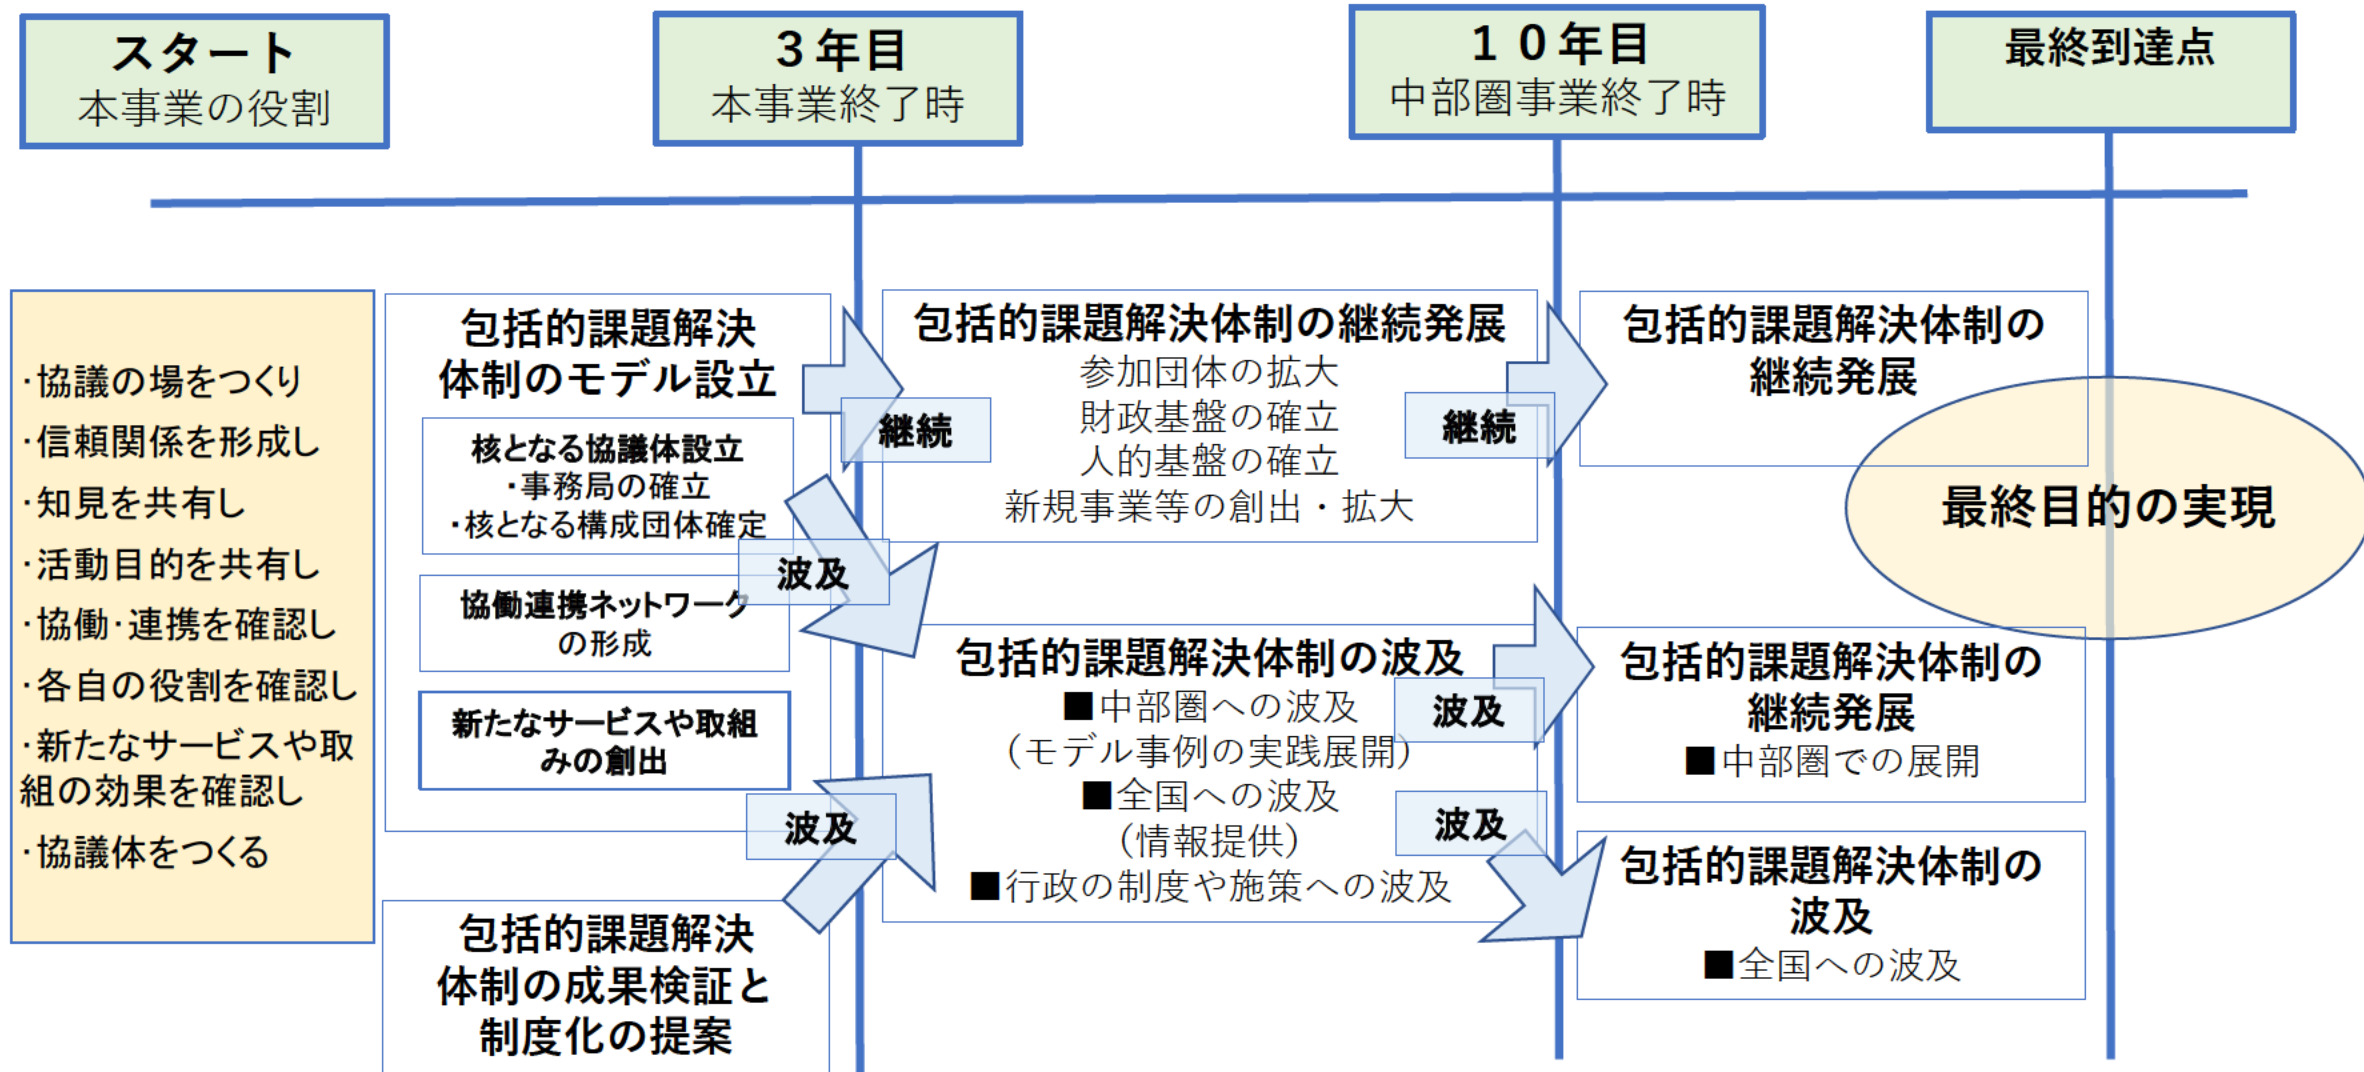 スタート
本事業の役割
３年目
本事業終了時
１０年目
中部圏事業終了時
最終到達点
・協議の場をつくり
・信頼関係を形成し
・知見を共有し
・活動目的を共有し
・協働・連携を確認し
・各自の役割を確認し
・新たなサービスや取
組の効果を確認し
・協議体をつくる
包括的課題解決
体制のモデル設立
核となる協議体設立
・事務局の確立
・核となる構成団体確定
協働連携ネットワーク
の形成
新たなサービスや取組
みの創出
包括的課題解決
体制の成果検証と
制度化の提案
継続
波及
波及
包括的課題解決体制の継続発展
参加団体の拡大
財政基盤の確立
人的基盤の確立
新規事業等の創出・拡大
包括的課題解決体制の波及
■中部圏への波及
（モデル事例の実践展開）
■全国への波及
（情報提供）
■行政の制度や施策への波及
継続
波及
波及
包括的課題解決体制の
継続発展
最終目的の実現
包括的課題解決体制の
継続発展
■中部圏での展開
包括的課題解決体制の
波及
■全国への波及